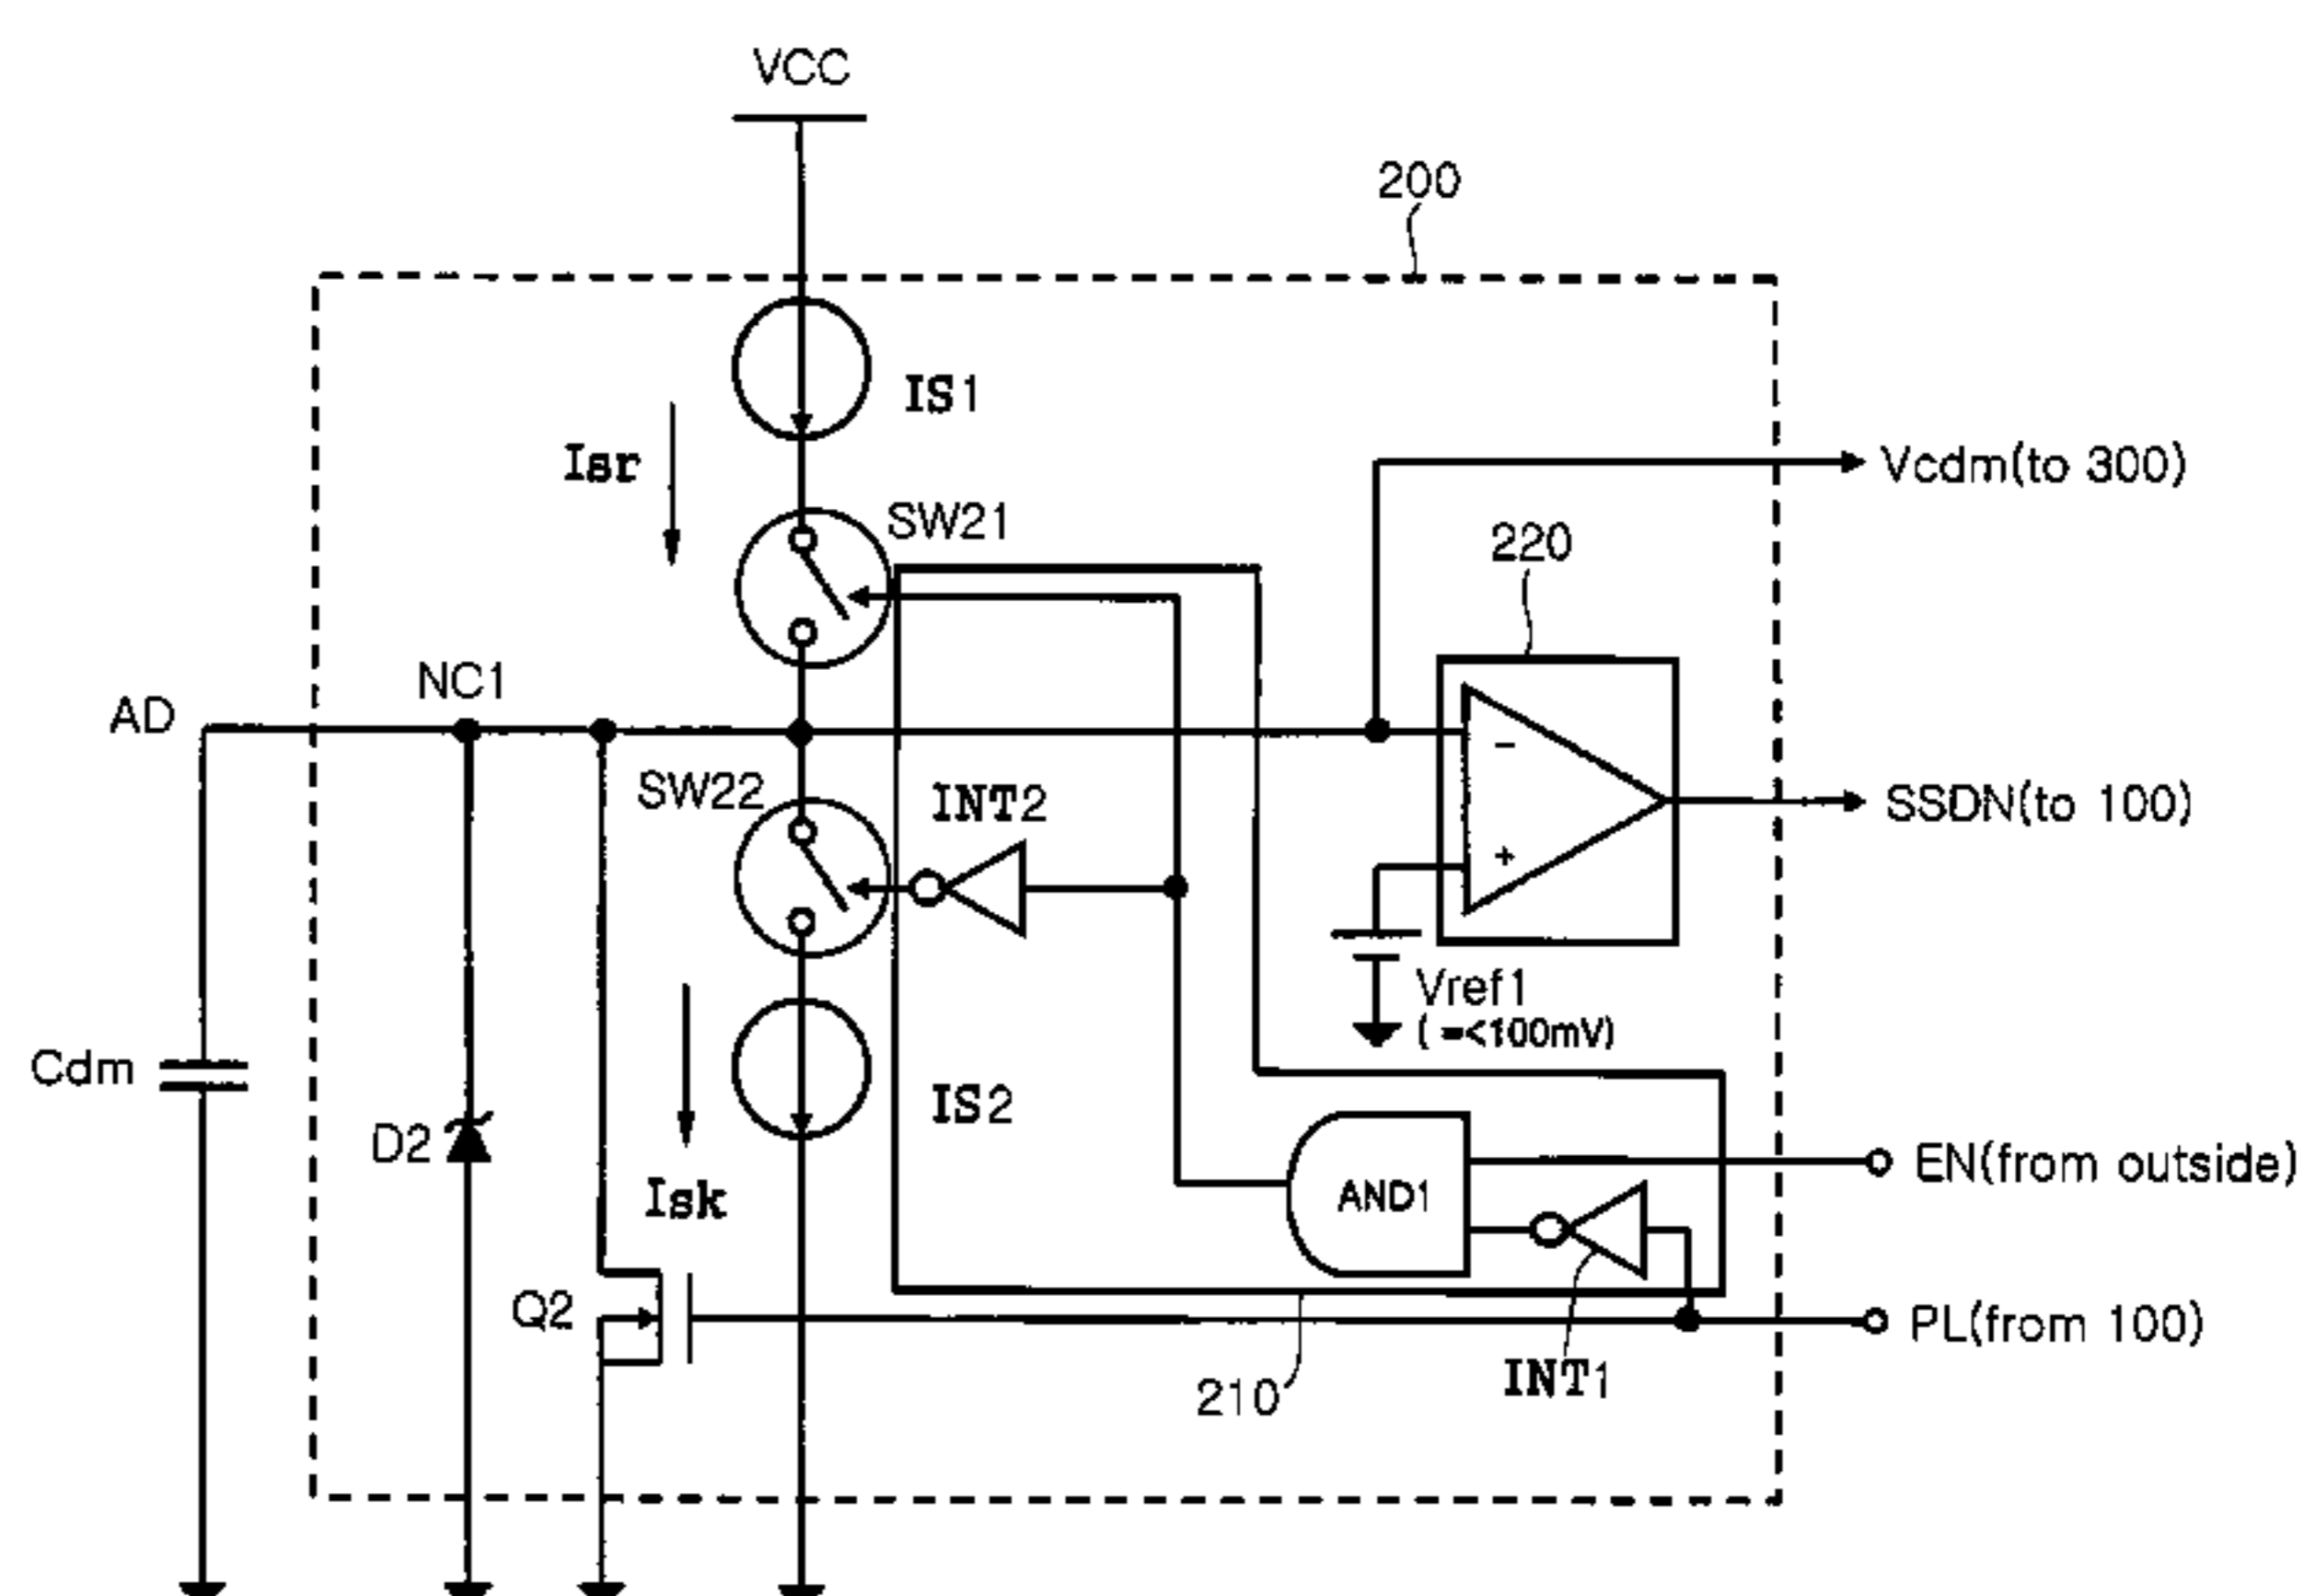 VCC
200
IS1
Isr
Vcdm(to 300)
SW21
220
NC1
AD
-
SW22
INT2
SSDN(to 100)
+
Vref1
( =<100mV)
Cdm
IS2
D2
EN(from outside)
Isk
AND1
Q2
PL(from 100)
INT1
210